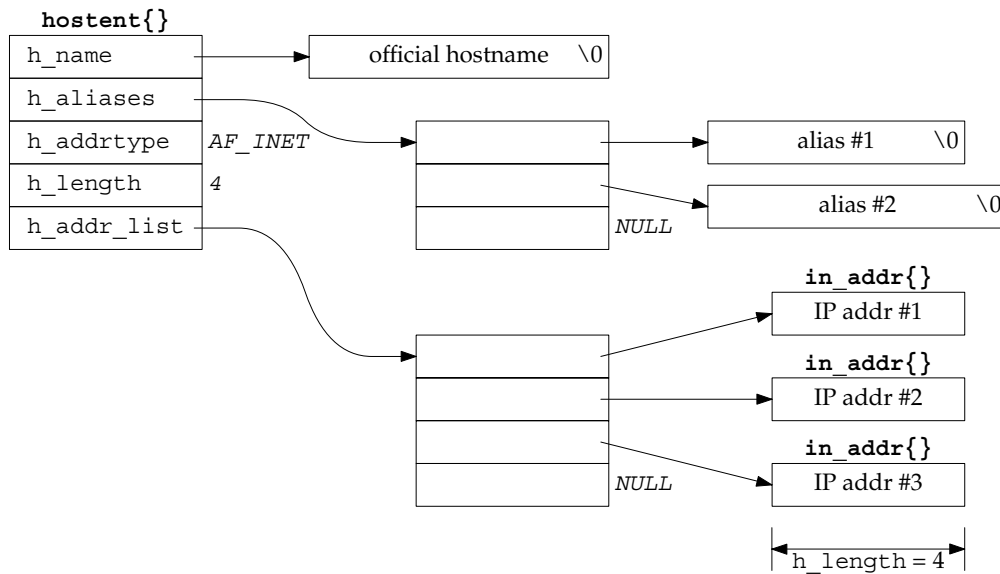 hostent{}
h_name
official hostname \0
h_aliases
h_addrtype AF_INET
alias #1 \0
h_length 4
alias #2 \0
h_addr_list
NULL
in_addr{}
IP addr #1
in_addr{}
IP addr #2
in_addr{}
IP addr #3
NULL
h_length = 4